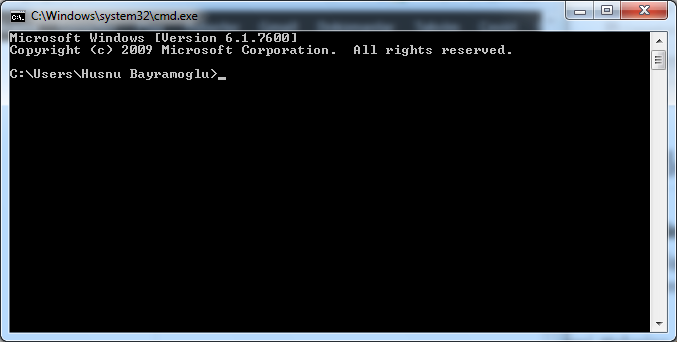 C:\Windows\system32\cmd.exe
Microsoft Windows [Version 6.1.7600]
Copyright (c) 2009 Microsoft Corporation.  All rights reserved.
C:\Users\Husnu Bayramoglu>_